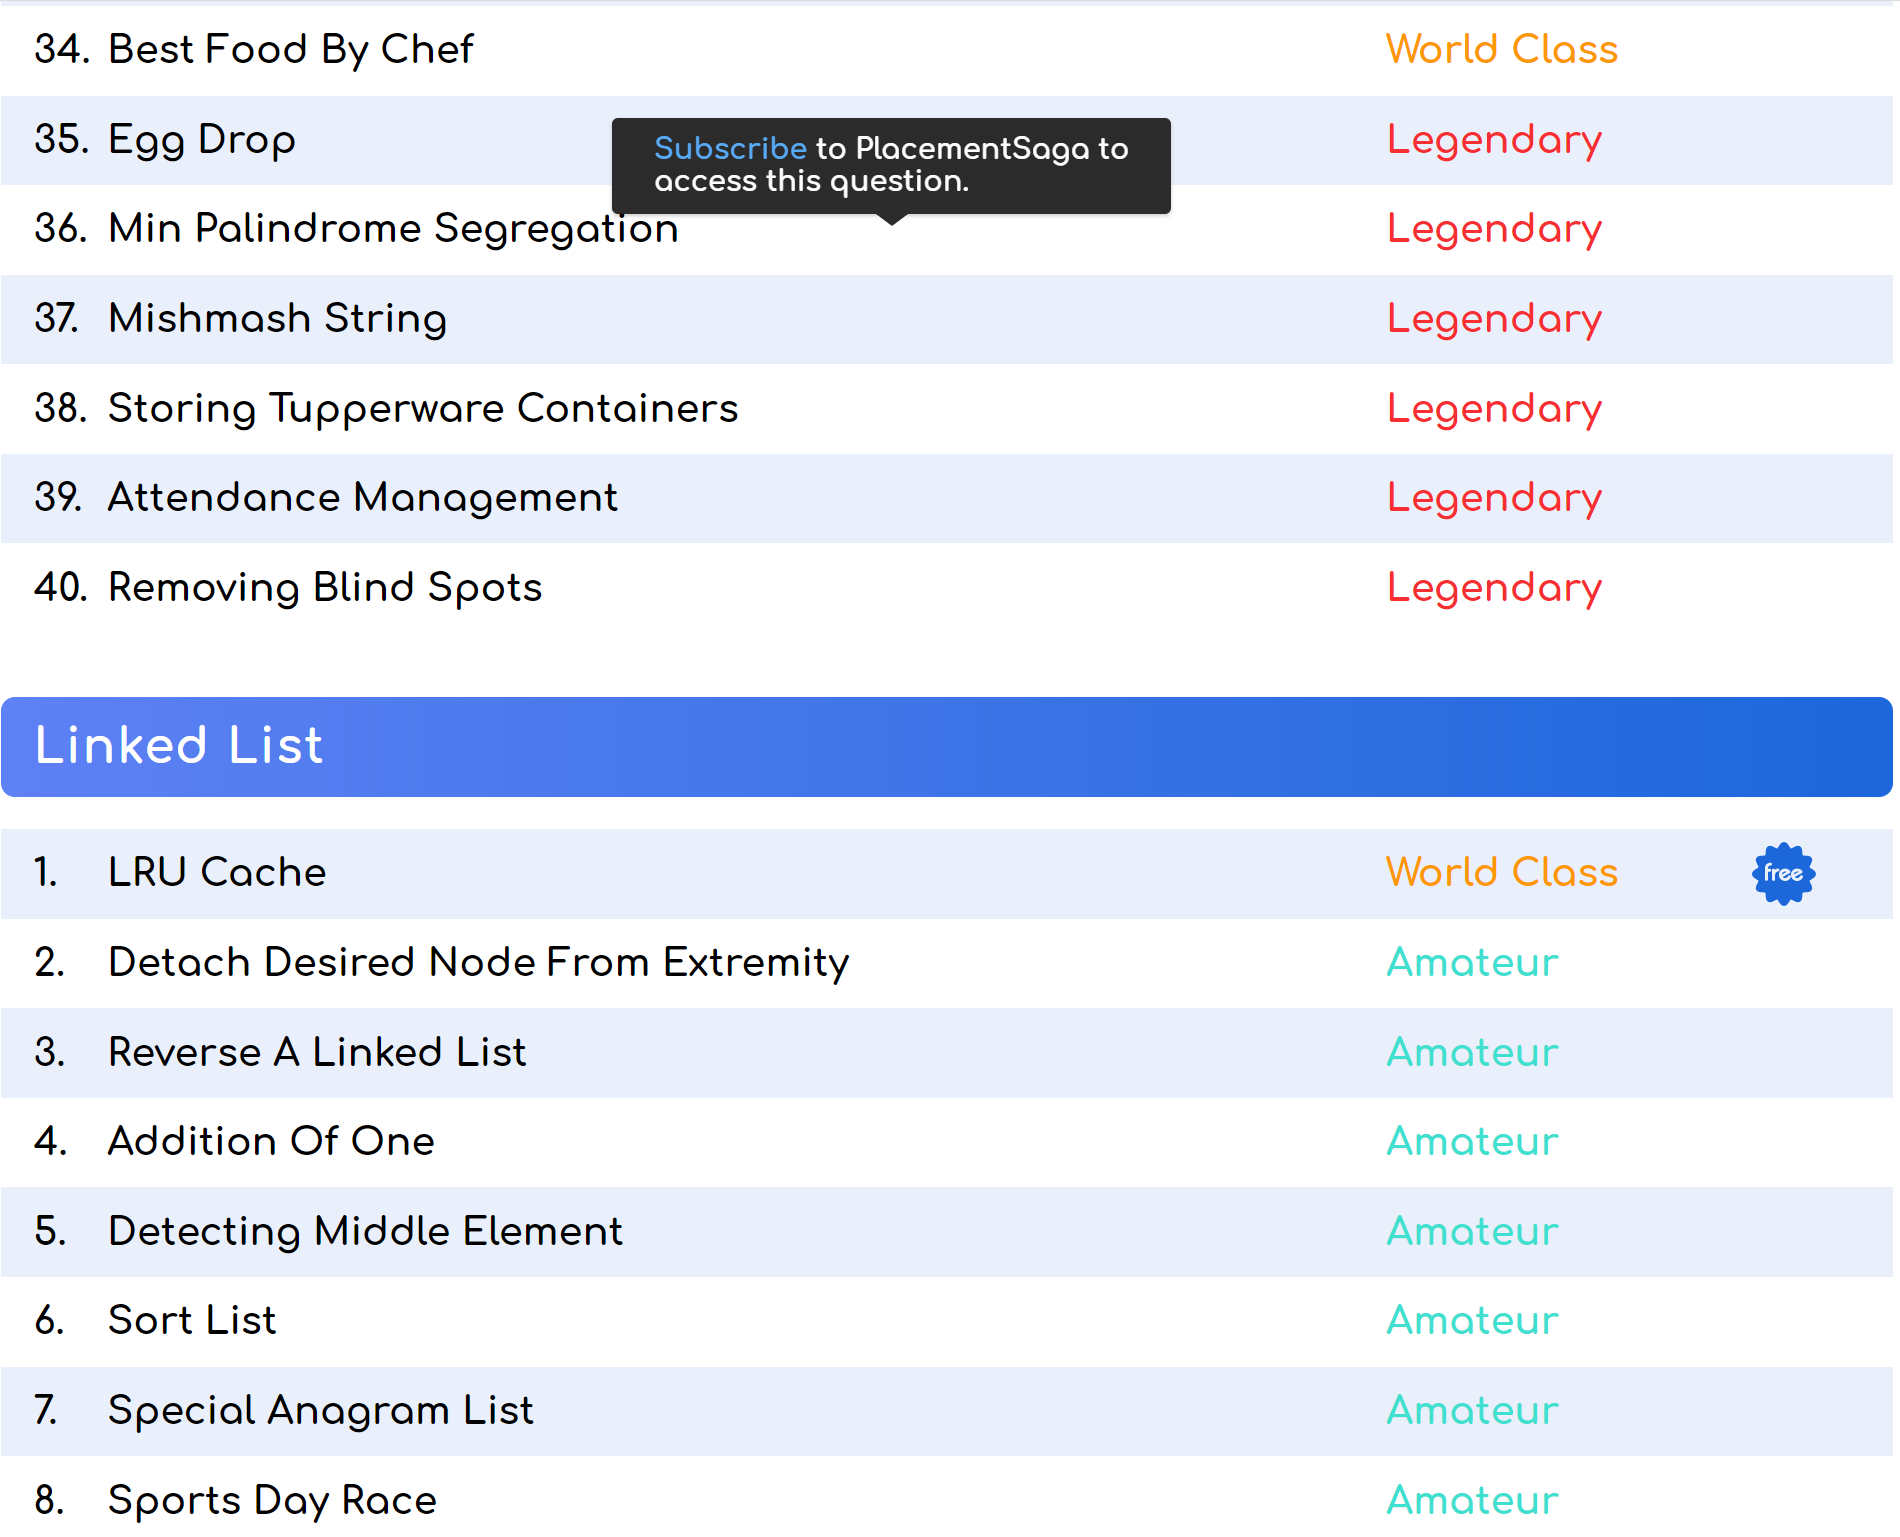 34. Best Food By Chef World Class
35. Egg Drop Legendary
Subscribe to PlacementSaga to
access this question.
36. Min Palindrome Segregation Legendary
37. Mishmash String Legendary
38. Storing Tupperware Containers Legendary
39. Attendance Management Legendary
40. Removing Blind Spots Legendary
Linked List
1. LRU Cache World Class free
2. Detach Desired Node From Extremity Amateur
3. Reverse A Linked List Amateur
4. Addition Of One Amateur
5. Detecting Middle Element Amateur
6. Sort List Amateur
7. Special Anagram List Amateur
8. Sports Day Race Amateur